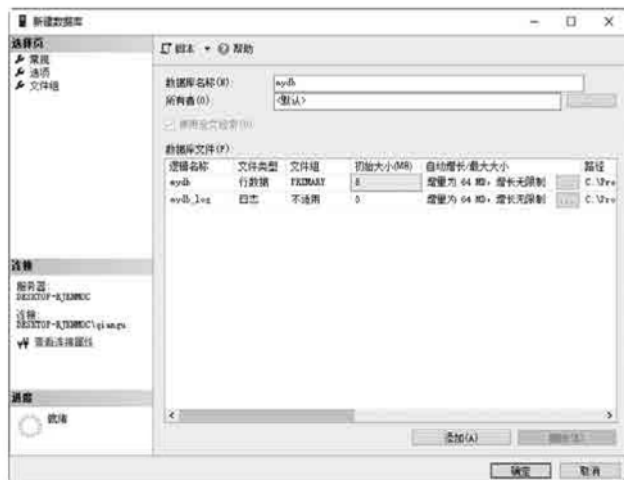 新建数据库
选择页
常规
选项
文件组
脚本 帮助
数据库名称(N): mydb
所有者(O): <默认>
使用全文检索(U)
数据库文件(F):
逻辑名称 文件类型 文件组 初始大小(MB) 自动增长/最大大小 路径
mydb 行数据 PRIMARY 8 增量为 64 MB, 增长无限制 ... C:\Pro
mydb_log 日志 不适用 增量为 64 MB, 增长无限制 ... C:\Pro
连接
服务器:
连接:
查看连接属性
进度
就绪
添加(A) 删除(R)
确定 取消